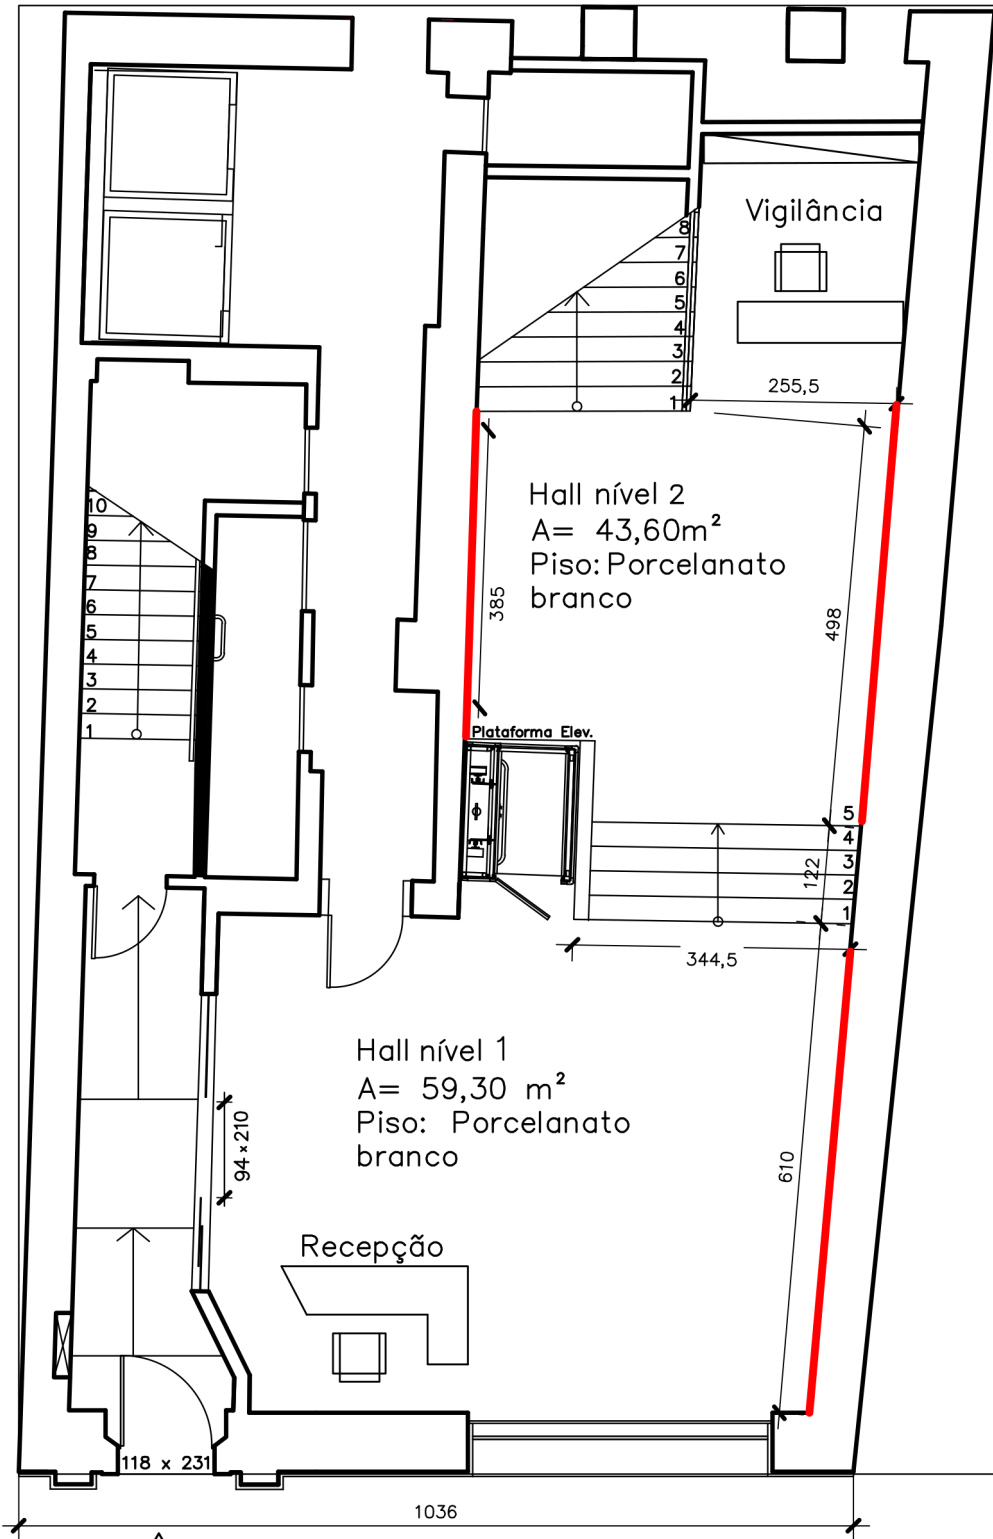 Vigilância
8
7
6
5
4
3
2
1
255,5
Hall nível 2
A= 43,60m²
Piso: Porcelanato
branco
385
498
10
9
8
7
6
5
4
3
2
1
Plataforma Elev.
5
4
3
2
1
122
344,5
Hall nível 1
A= 59,30 m²
Piso: Porcelanato
branco
94 x 210
610
Recepção
118 x 231
1036